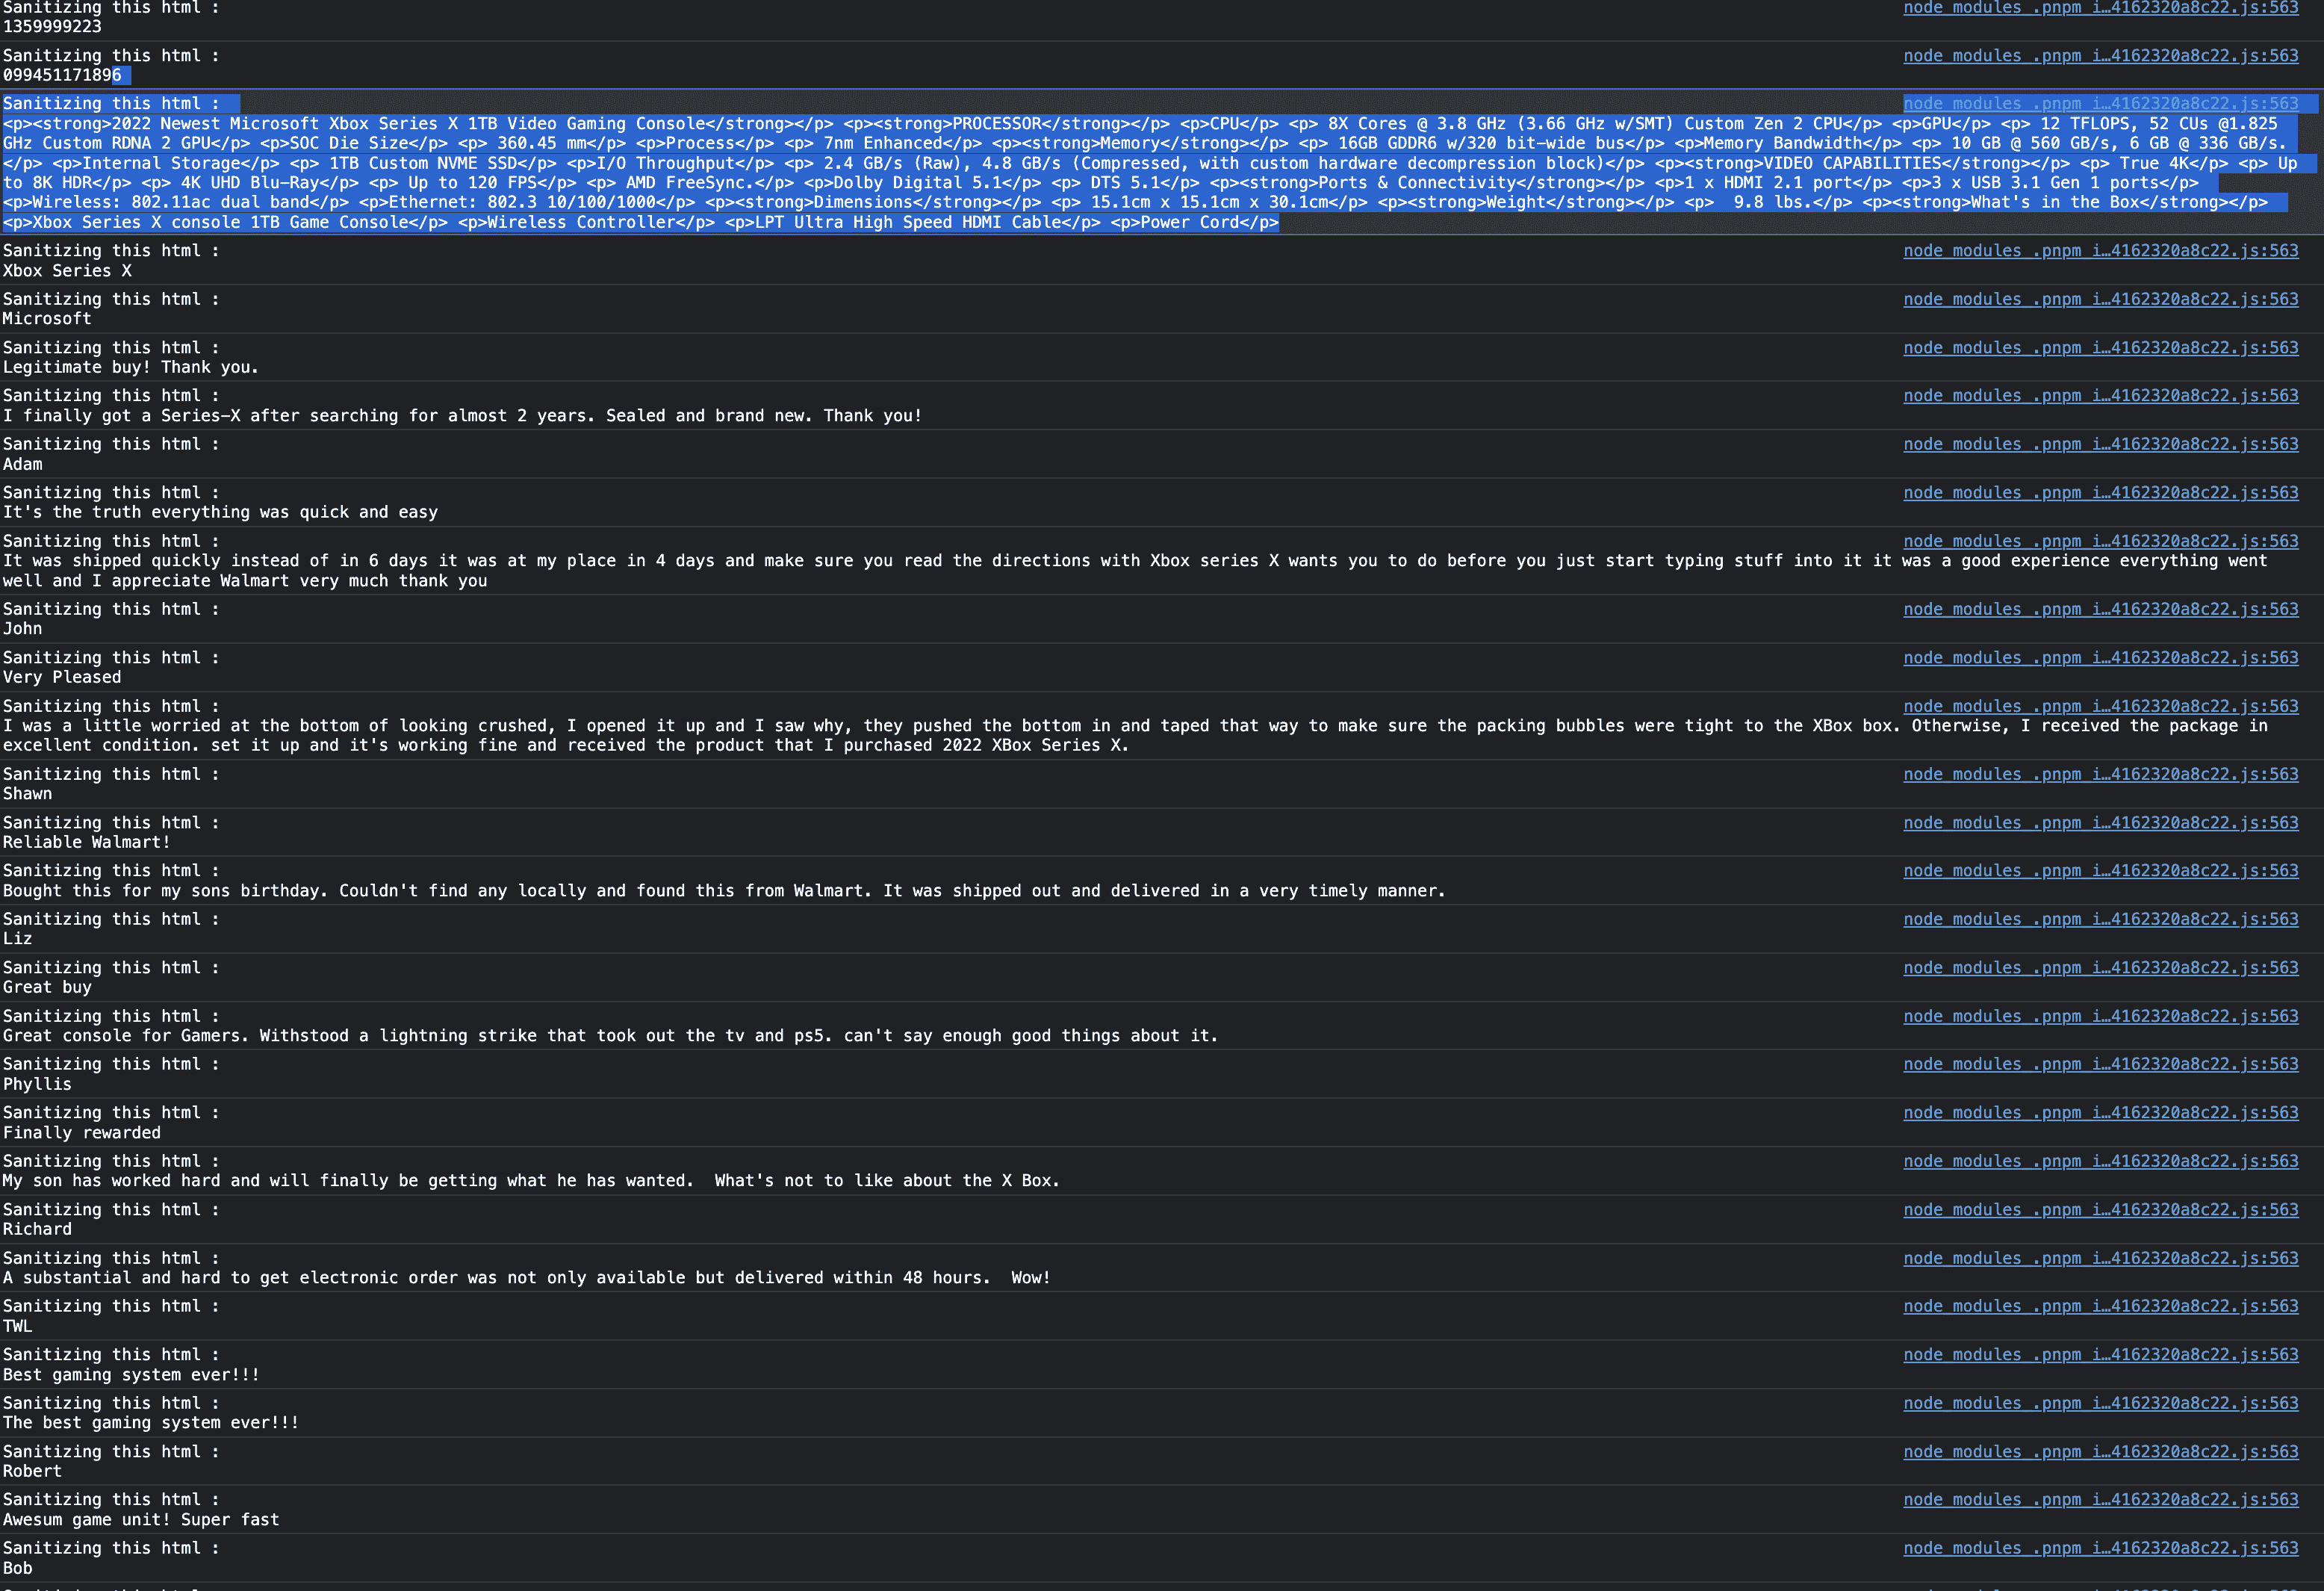 Sanitizing this html : node_modules_.pnpm_i…4162320a8c22.js:563
1359999223
Sanitizing this html : node_modules_.pnpm_i…4162320a8c22.js:563
099451171896
Sanitizing this html : node_modules_.pnpm_i…4162320a8c22.js:563
<p><strong>2022 Newest Microsoft Xbox Series X 1TB Video Gaming Console</strong></p> <p><strong>PROCESSOR</strong></p> <p>CPU</p> <p> 8X Cores @ 3.8 GHz (3.66 GHz w/SMT) Custom Zen 2 CPU</p> <p>GPU</p> <p> 12 TFLOPS, 52 CUs @1.825
GHz Custom RDNA 2 GPU</p> <p>SOC Die Size</p> <p> 360.45 mm</p> <p>Process</p> <p> 7nm Enhanced</p> <p><strong>Memory</strong></p> <p> 16GB GDDR6 w/320 bit-wide bus</p> <p>Memory Bandwidth</p> <p> 10 GB @ 560 GB/s, 6 GB @ 336 GB/s.
</p> <p>Internal Storage</p> <p> 1TB Custom NVME SSD</p> <p>I/O Throughput</p> <p> 2.4 GB/s (Raw), 4.8 GB/s (Compressed, with custom hardware decompression block)</p> <p><strong>VIDEO CAPABILITIES</strong></p> <p> True 4K</p> <p> Up
to 8K HDR</p> <p> 4K UHD Blu-Ray</p> <p> Up to 120 FPS</p> <p> AMD FreeSync.</p> <p>Dolby Digital 5.1</p> <p> DTS 5.1</p> <p><strong>Ports & Connectivity</strong></p> <p>1 x HDMI 2.1 port</p> <p>3 x USB 3.1 Gen 1 ports</p>
<p>Wireless: 802.11ac dual band</p> <p>Ethernet: 802.3 10/100/1000</p> <p><strong>Dimensions</strong></p> <p> 15.1cm x 15.1cm x 30.1cm</p> <p><strong>Weight</strong></p> <p>  9.8 lbs.</p> <p><strong>What's in the Box</strong></p>
<p>Xbox Series X console 1TB Game Console</p> <p>Wireless Controller</p> <p>LPT Ultra High Speed HDMI Cable</p> <p>Power Cord</p>
Sanitizing this html : node_modules_.pnpm_i…4162320a8c22.js:563
Xbox Series X
Sanitizing this html : node_modules_.pnpm_i…4162320a8c22.js:563
Microsoft
Sanitizing this html : node_modules_.pnpm_i…4162320a8c22.js:563
Legitimate buy! Thank you.
Sanitizing this html : node_modules_.pnpm_i…4162320a8c22.js:563
I finally got a Series-X after searching for almost 2 years. Sealed and brand new. Thank you!
Sanitizing this html : node_modules_.pnpm_i…4162320a8c22.js:563
Adam
Sanitizing this html : node_modules_.pnpm_i…4162320a8c22.js:563
It's the truth everything was quick and easy
Sanitizing this html : node_modules_.pnpm_i…4162320a8c22.js:563
It was shipped quickly instead of in 6 days it was at my place in 4 days and make sure you read the directions with Xbox series X wants you to do before you just start typing stuff into it it was a good experience everything went
well and I appreciate Walmart very much thank you
Sanitizing this html : node_modules_.pnpm_i…4162320a8c22.js:563
John
Sanitizing this html : node_modules_.pnpm_i…4162320a8c22.js:563
Very Pleased
Sanitizing this html : node_modules_.pnpm_i…4162320a8c22.js:563
I was a little worried at the bottom of looking crushed, I opened it up and I saw why, they pushed the bottom in and taped that way to make sure the packing bubbles were tight to the XBox box. Otherwise, I received the package in
excellent condition. set it up and it's working fine and received the product that I purchased 2022 XBox Series X.
Sanitizing this html : node_modules_.pnpm_i…4162320a8c22.js:563
Shawn
Sanitizing this html : node_modules_.pnpm_i…4162320a8c22.js:563
Reliable Walmart!
Sanitizing this html : node_modules_.pnpm_i…4162320a8c22.js:563
Bought this for my sons birthday. Couldn't find any locally and found this from Walmart. It was shipped out and delivered in a very timely manner.
Sanitizing this html : node_modules_.pnpm_i…4162320a8c22.js:563
Liz
Sanitizing this html : node_modules_.pnpm_i…4162320a8c22.js:563
Great buy
Sanitizing this html : node_modules_.pnpm_i…4162320a8c22.js:563
Great console for Gamers. Withstood a lightning strike that took out the tv and ps5. can't say enough good things about it.
Sanitizing this html : node_modules_.pnpm_i…4162320a8c22.js:563
Phyllis
Sanitizing this html : node_modules_.pnpm_i…4162320a8c22.js:563
Finally rewarded
Sanitizing this html : node_modules_.pnpm_i…4162320a8c22.js:563
My son has worked hard and will finally be getting what he has wanted.  What's not to like about the X Box.
Sanitizing this html : node_modules_.pnpm_i…4162320a8c22.js:563
Richard
Sanitizing this html : node_modules_.pnpm_i…4162320a8c22.js:563
A substantial and hard to get electronic order was not only available but delivered within 48 hours.  Wow!
Sanitizing this html : node_modules_.pnpm_i…4162320a8c22.js:563
TWL
Sanitizing this html : node_modules_.pnpm_i…4162320a8c22.js:563
Best gaming system ever!!!
Sanitizing this html : node_modules_.pnpm_i…4162320a8c22.js:563
The best gaming system ever!!!
Sanitizing this html : node_modules_.pnpm_i…4162320a8c22.js:563
Robert
Sanitizing this html : node_modules_.pnpm_i…4162320a8c22.js:563
Awesum game unit! Super fast
Sanitizing this html : node_modules_.pnpm_i…4162320a8c22.js:563
Bob